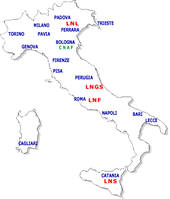 PADOVA
TRIESTE
MILANO
LNL
TORINO
PAVIA
FERRARA
BOLOGNA
GENOVA
CNAF
FIRENZE
PISA
PERUGIA
LNGS
ROMA
LNF
NAPOLI
BARI
LECCE
CAGLIARI
CATANIA
LNS